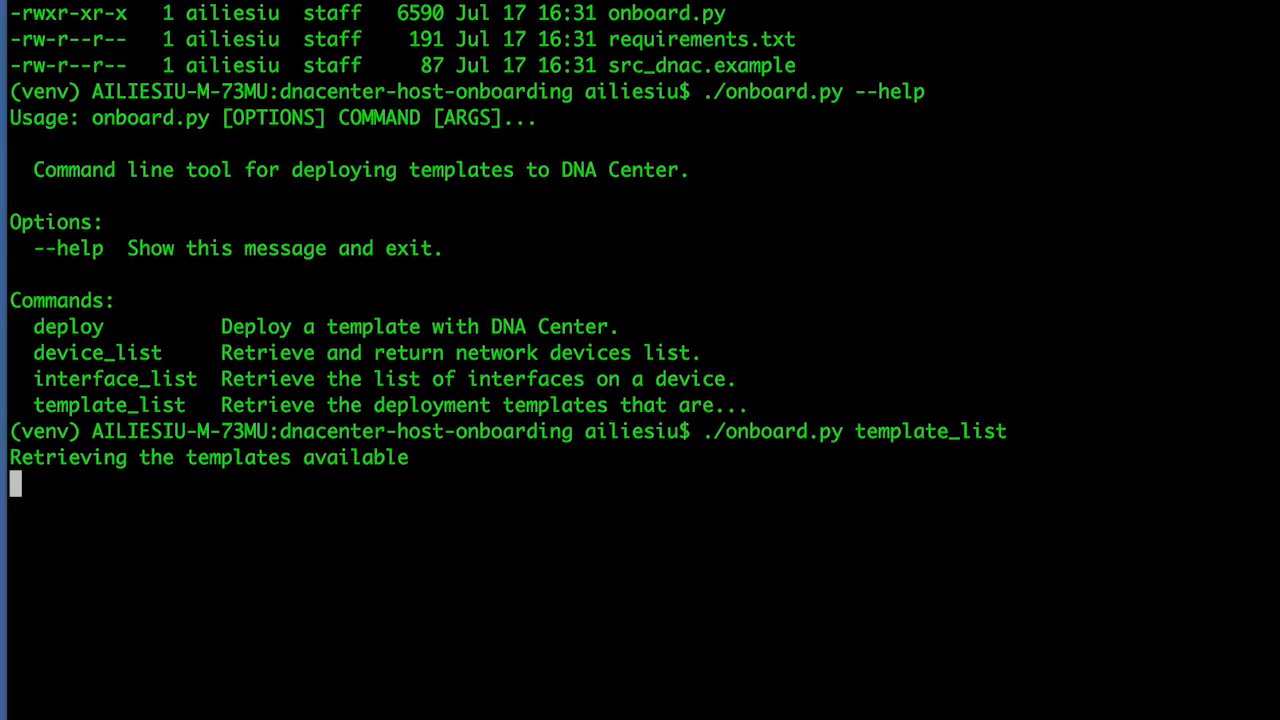 -rwxr-xr-x   1 ailiesiu  staff   6590 Jul 17 16:31 onboard.py
-rw-r--r--   1 ailiesiu  staff    191 Jul 17 16:31 requirements.txt
-rw-r--r--   1 ailiesiu  staff     87 Jul 17 16:31 src_dnac.example
(venv) AILIESIU-M-73MU:dnacenter-host-onboarding ailiesiu$ ./onboard.py --help
Usage: onboard.py [OPTIONS] COMMAND [ARGS]...
  Command line tool for deploying templates to DNA Center.
Options:
  --help  Show this message and exit.
Commands:
  deploy          Deploy a template with DNA Center.
  device_list     Retrieve and return network devices list.
  interface_list  Retrieve the list of interfaces on a device.
  template_list   Retrieve the deployment templates that are...
(venv) AILIESIU-M-73MU:dnacenter-host-onboarding ailiesiu$ ./onboard.py template_list
Retrieving the templates available